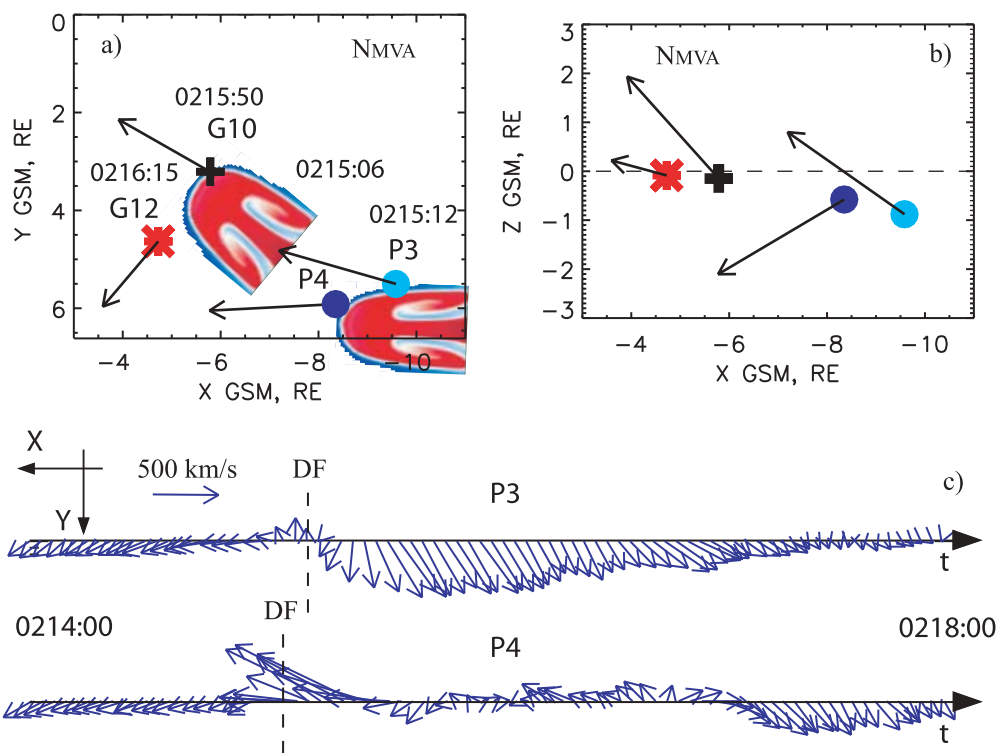 a)
NMVA
0
2
4
6
Y GSM, RE
0215:50
G10
0216:15
G12
0215:06
0215:12
P3
P4
-4
-6
-8
-10
X GSM, RE
b)
NMVA
3
2
1
0
-1
-2
-3
Z GSM, RE
-4
-6
-8
-10
X GSM, RE
c)
X
Y
500 km/s
DF
P3
t
0214:00
DF
P4
0218:00
t